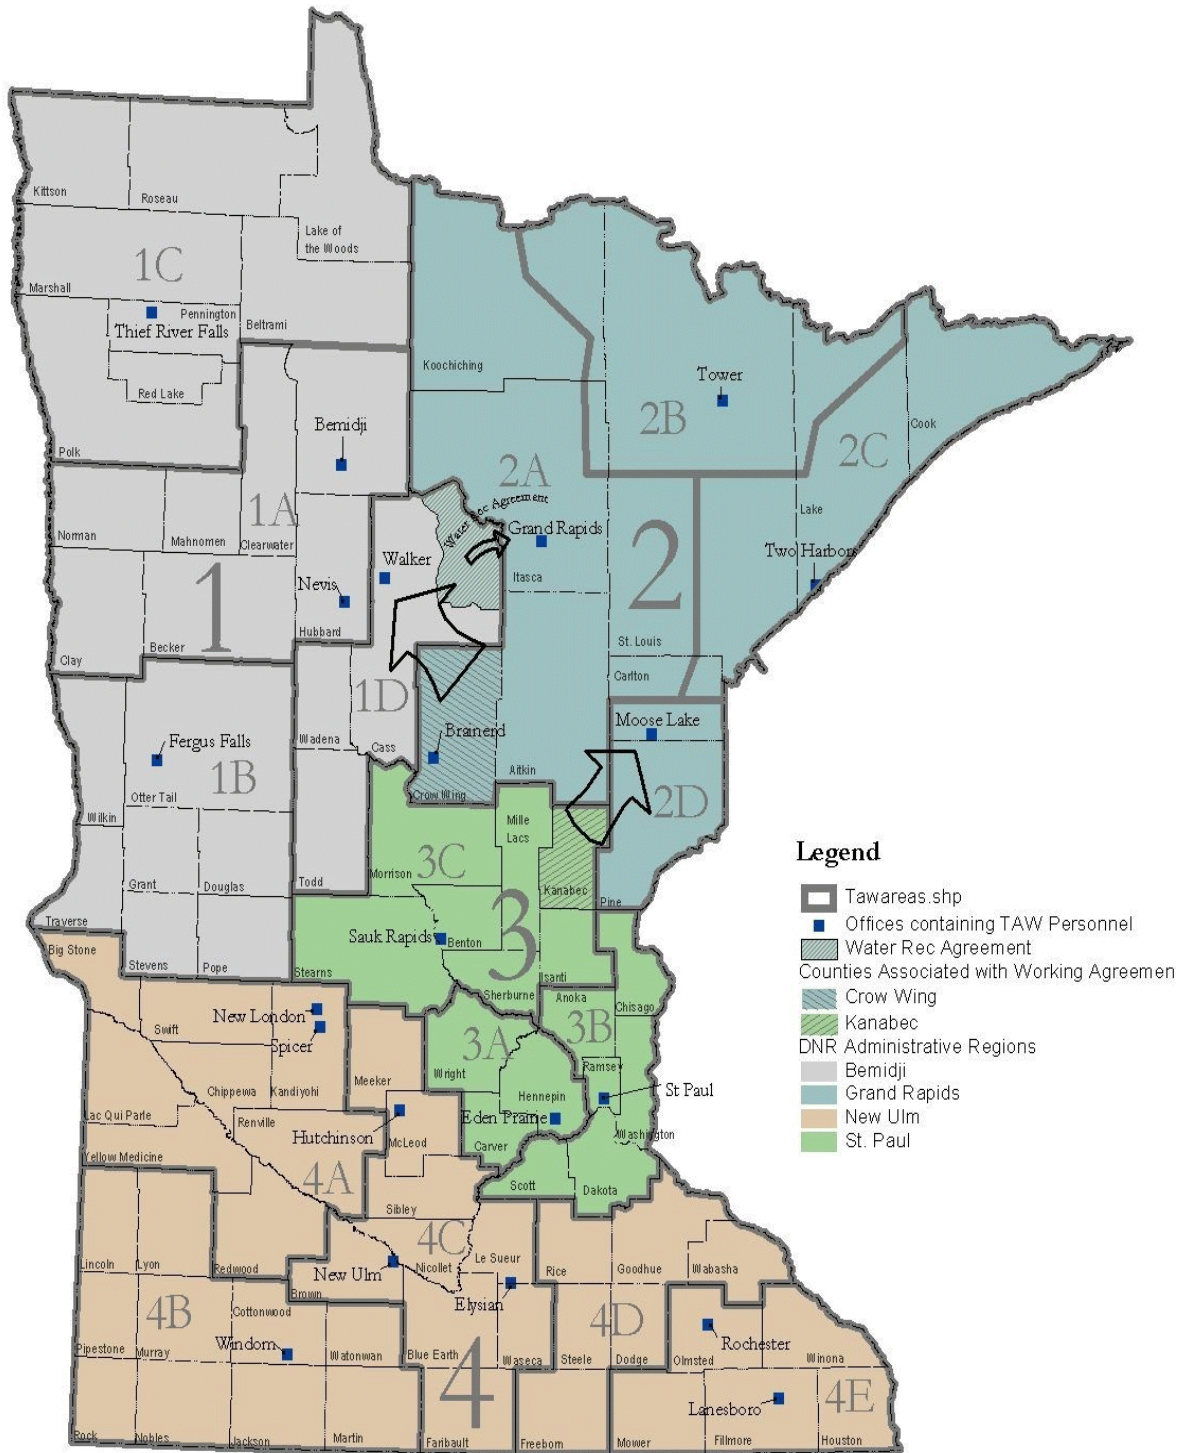 Kittson
Roseau
Lake of
the Woods
1C
Marshall
Pennington
Thief River Falls
Beltrami
Red Lake
Polk
Koochiching
Tower
2B
2C
Cook
Bemidji
2A
Water Rec Agreement
Grand Rapids
1A
Norman
Mahnomen
Clearwater
Lake
Walker
Two Harbors
Itasca
2
Nevis
1
Hubbard
St. Louis
Becker
Clay
Carlton
1D
Moose Lake
Brainerd
Wadena
Cass
Fergus Falls
1B
Aitkin
2D
Otter Tail
Crow Wing
Wilkin
Mille
Lacs
3C
Morrison
Grant
Douglas
Todd
Kanabec
Pine
Traverse
Sauk Rapids
Benton
3
Big Stone
Stevens
Pope
Stearns
Isanti
Sherburne
Anoka
Chisago
New London
Swift
Spicer
3A
3B
Wright
Ramsey
Meeker
Chippewa
Kandiyohi
Hennepin
St Paul
Lac Qui Parle
Renville
Hutchinson
McLeod
Eden Prairie
Washington
Yellow Medicine
Carver
4A
Scott
Dakota
Sibley
4C
Le Sueur
Lincoln
Lyon
Redwood
New Ulm
Nicollet
Rice
Goodhue
Wabasha
Brown
Elysian
4B
Cottonwood
4D
Windom
Rochester
Pipestone
Murray
Watonwan
Blue Earth
Waseca
Steele
Dodge
Olmsted
Winona
4
4E
Lanesboro
Rock
Nobles
Jackson
Martin
Faribault
Freeborn
Mower
Fillmore
Houston
Legend
Tawareas.shp
Offices containing TAW Personnel
Water Rec Agreement
Counties Associated with Working Agreemen
Crow Wing
Kanabec
DNR Administrative Regions
Bemidji
Grand Rapids
New Ulm
St. Paul